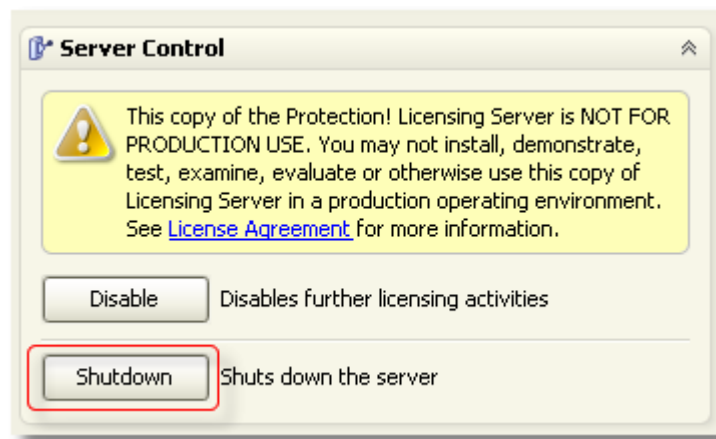 Server Control
This copy of the Protection! Licensing Server is NOT FOR
PRODUCTION USE. You may not install, demonstrate,
test, examine, evaluate or otherwise use this copy of
Licensing Server in a production operating environment.
See License Agreement for more information.
Disable Disables further licensing activities
Shutdown Shuts down the server